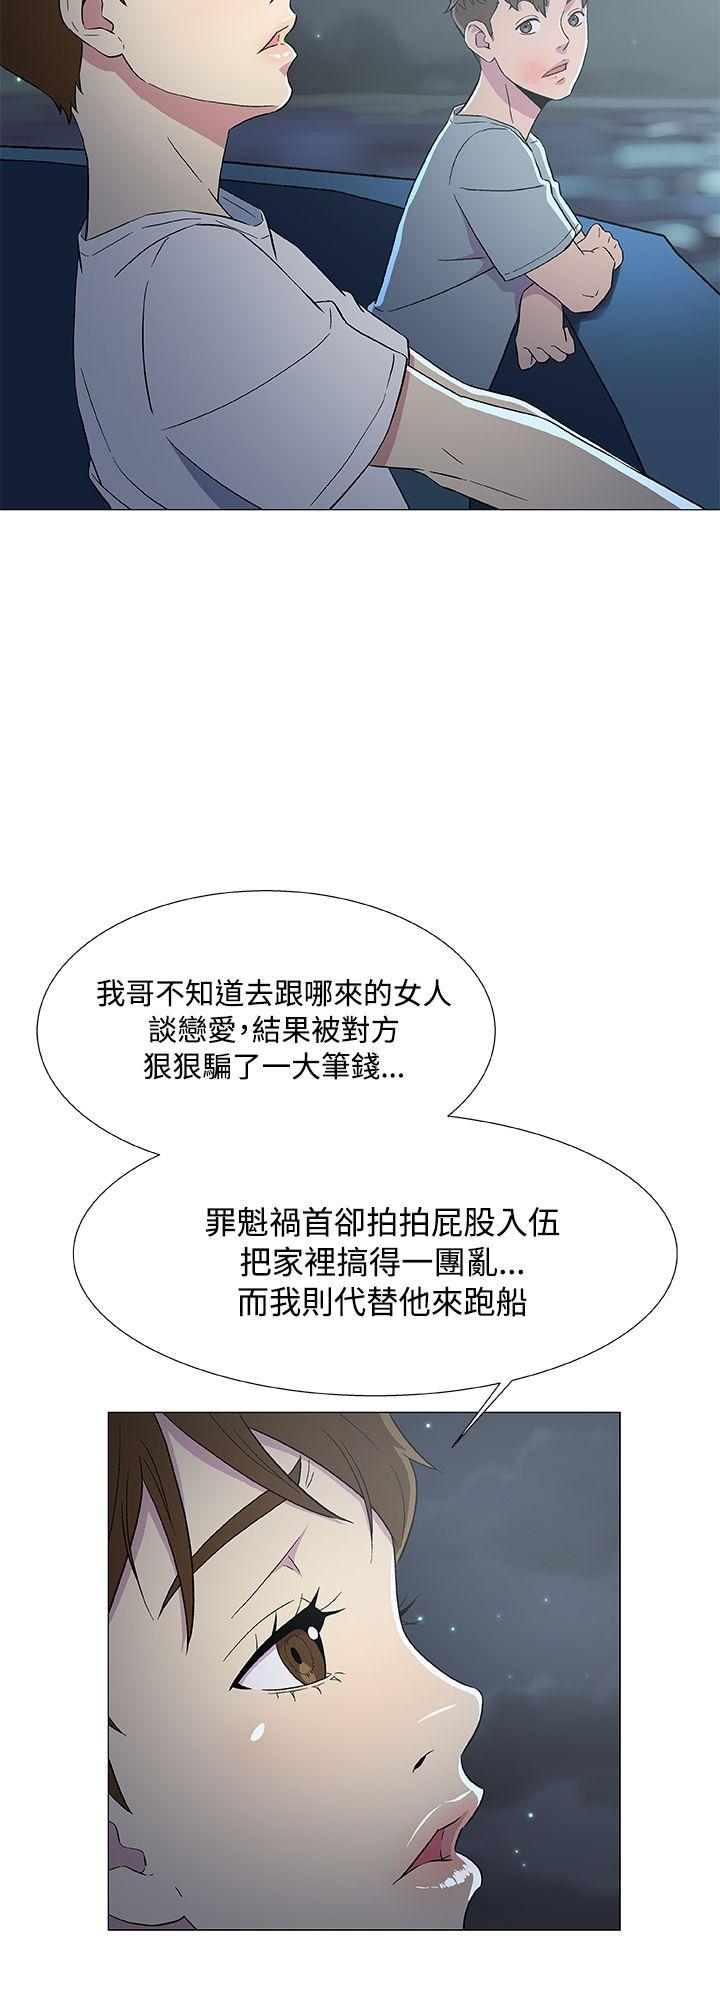 我哥不知道去跟哪來的女人
談戀愛，結果被對方
狠狠騙了一大筆錢...
罪魁禍首卻拍拍屁股入伍
把家裡搞得一團亂...
而我則代替他來跑船